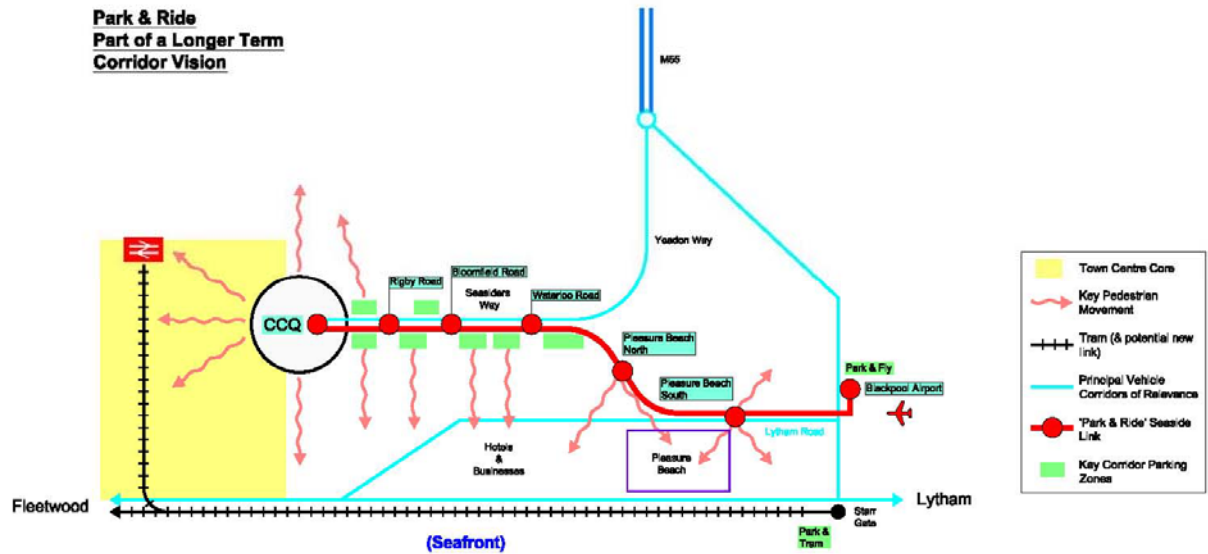 Park & Ride
Part of a Longer Term
Corridor Vision
M55
Yeadon Way
Rigby Road
Bloomfield Road
Seasiders
Way
Waterloo Road
CCQ
Pleasure Beach
North
Pleasure Beach
South
Park & Fly
Blackpool Airport
Lytham Road
Hotels
&
Businesses
Pleasure
Beach
Fleetwood
Lytham
Starr
Gate
Park &
Tram
(Seafront)
Town Centre Core
Key Pedestrian
Movement
Tram (& potential new
link)
Principal Vehicle
Corridors of Relevance
'Park & Ride' Seaside
Link
Key Corridor Parking
Zones